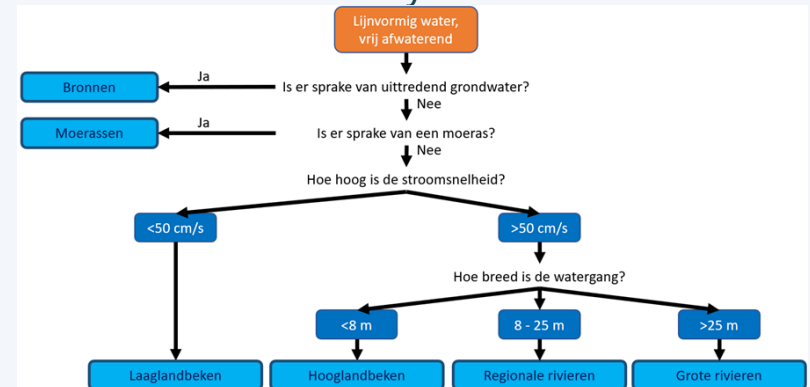 Lijnvormig water,
vrij afwaterend
Ja
Bronnen
Is er sprake van uittredend grondwater?
Nee
Ja
Moerassen
Is er sprake van een moeras?
Nee
Hoe hoog is de stroomsnelheid?
<50 cm/s
>50 cm/s
Hoe breed is de watergang?
<8 m
8 - 25 m
>25 m
Laaglandbeken
Hooglandbeken
Regionale rivieren
Grote rivieren